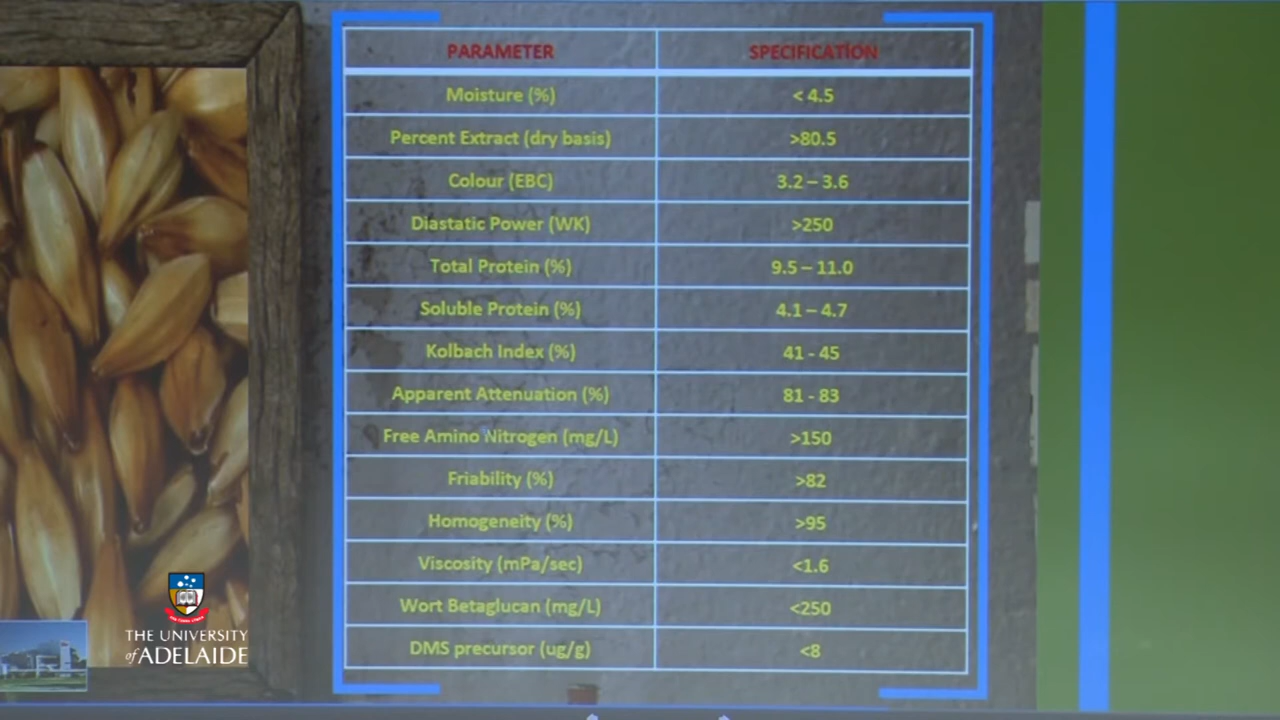 PARAMETER SPECIFICATION
Moisture (%) < 4.5
Percent Extract (dry basis) >80.5
Colour (EBC) 3.2 – 3.6
Diastatic Power (WK) >250
Total Protein (%) 9.5 – 11.0
Soluble Protein (%) 4.1 – 4.7
Kolbach Index (%) 41 - 45
Apparent Attenuation (%) 81 - 83
Free Amino Nitrogen (mg/L) >150
Friability (%) >82
Homogeneity (%) >95
Viscosity (mPa/sec) <1.6
Wort Betaglucan (mg/L) <250
DMS precursor (ug/g) <8
THE UNIVERSITY
of ADELAIDE